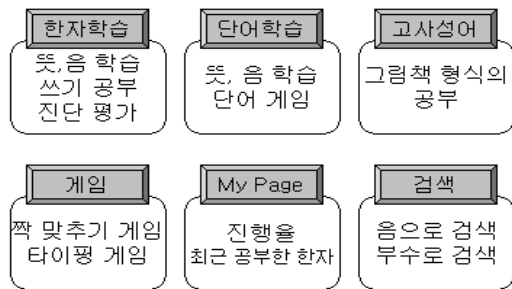 한자학습
뜻,음 학습
쓰기 공부
진단 평가
단어학습
뜻, 음 학습
단어 게임
고사성어
그림책 형식의
공부
게임
짝 맞추기 게임
타이핑 게임
My Page
진행율
최근 공부한 한자
검색
음으로 검색
부수로 검색